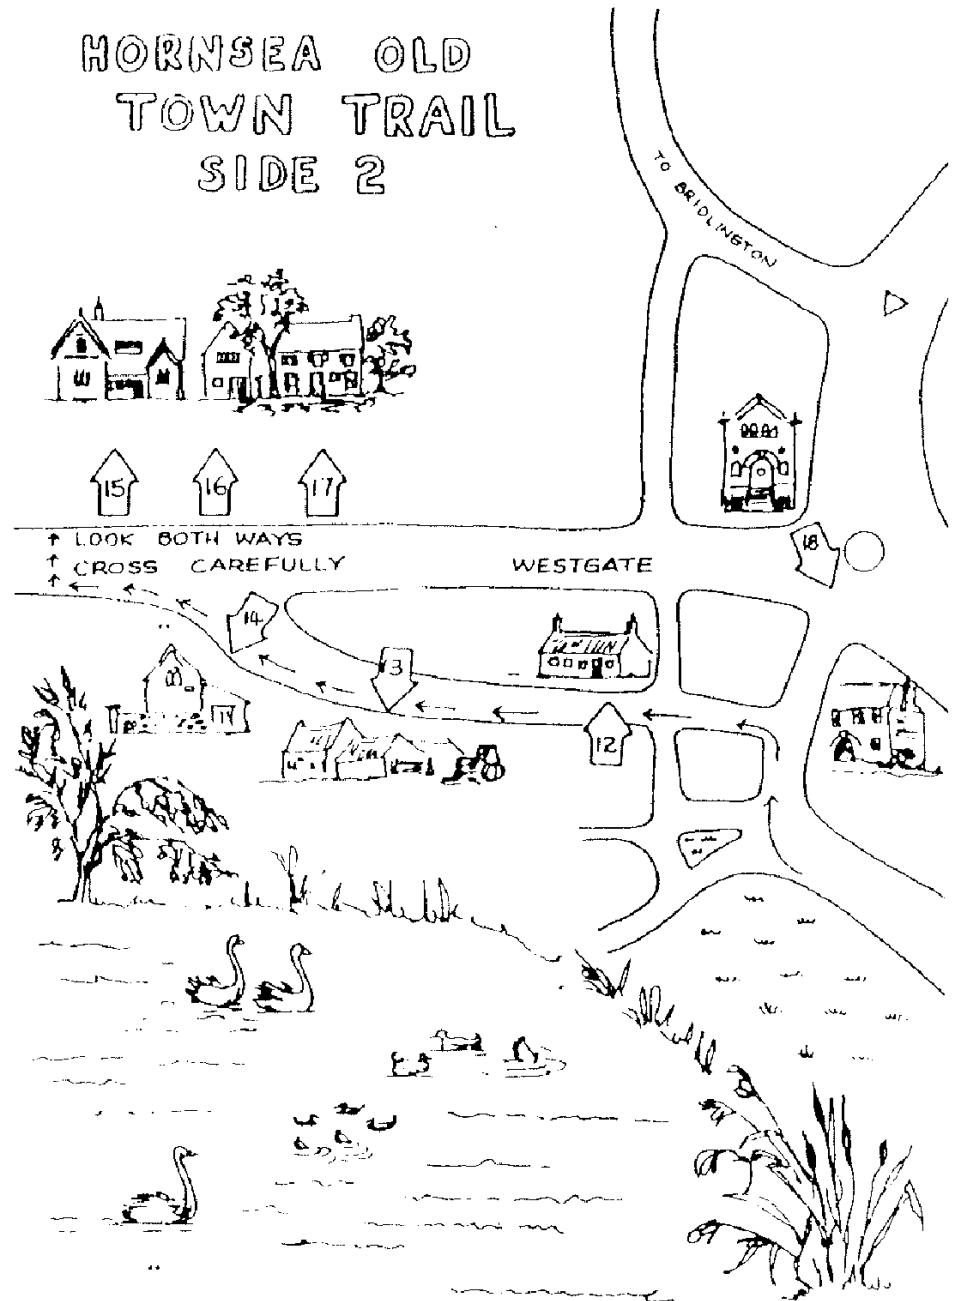 HORNSEA OLD
TOWN TRAIL
SIDE 2
TO BRIDLINGTON
15
16
17
LOOK BOTH WAYS
CROSS CAREFULLY
WESTGATE
18
14
13
12